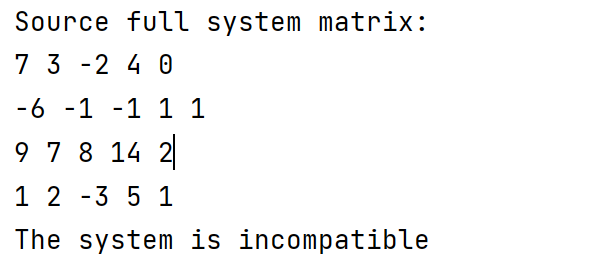 Source full system matrix:
7 3 -2 4 0
-6 -1 -1 1 1
9 7 8 14 2
1 2 -3 5 1
The system is incompatible